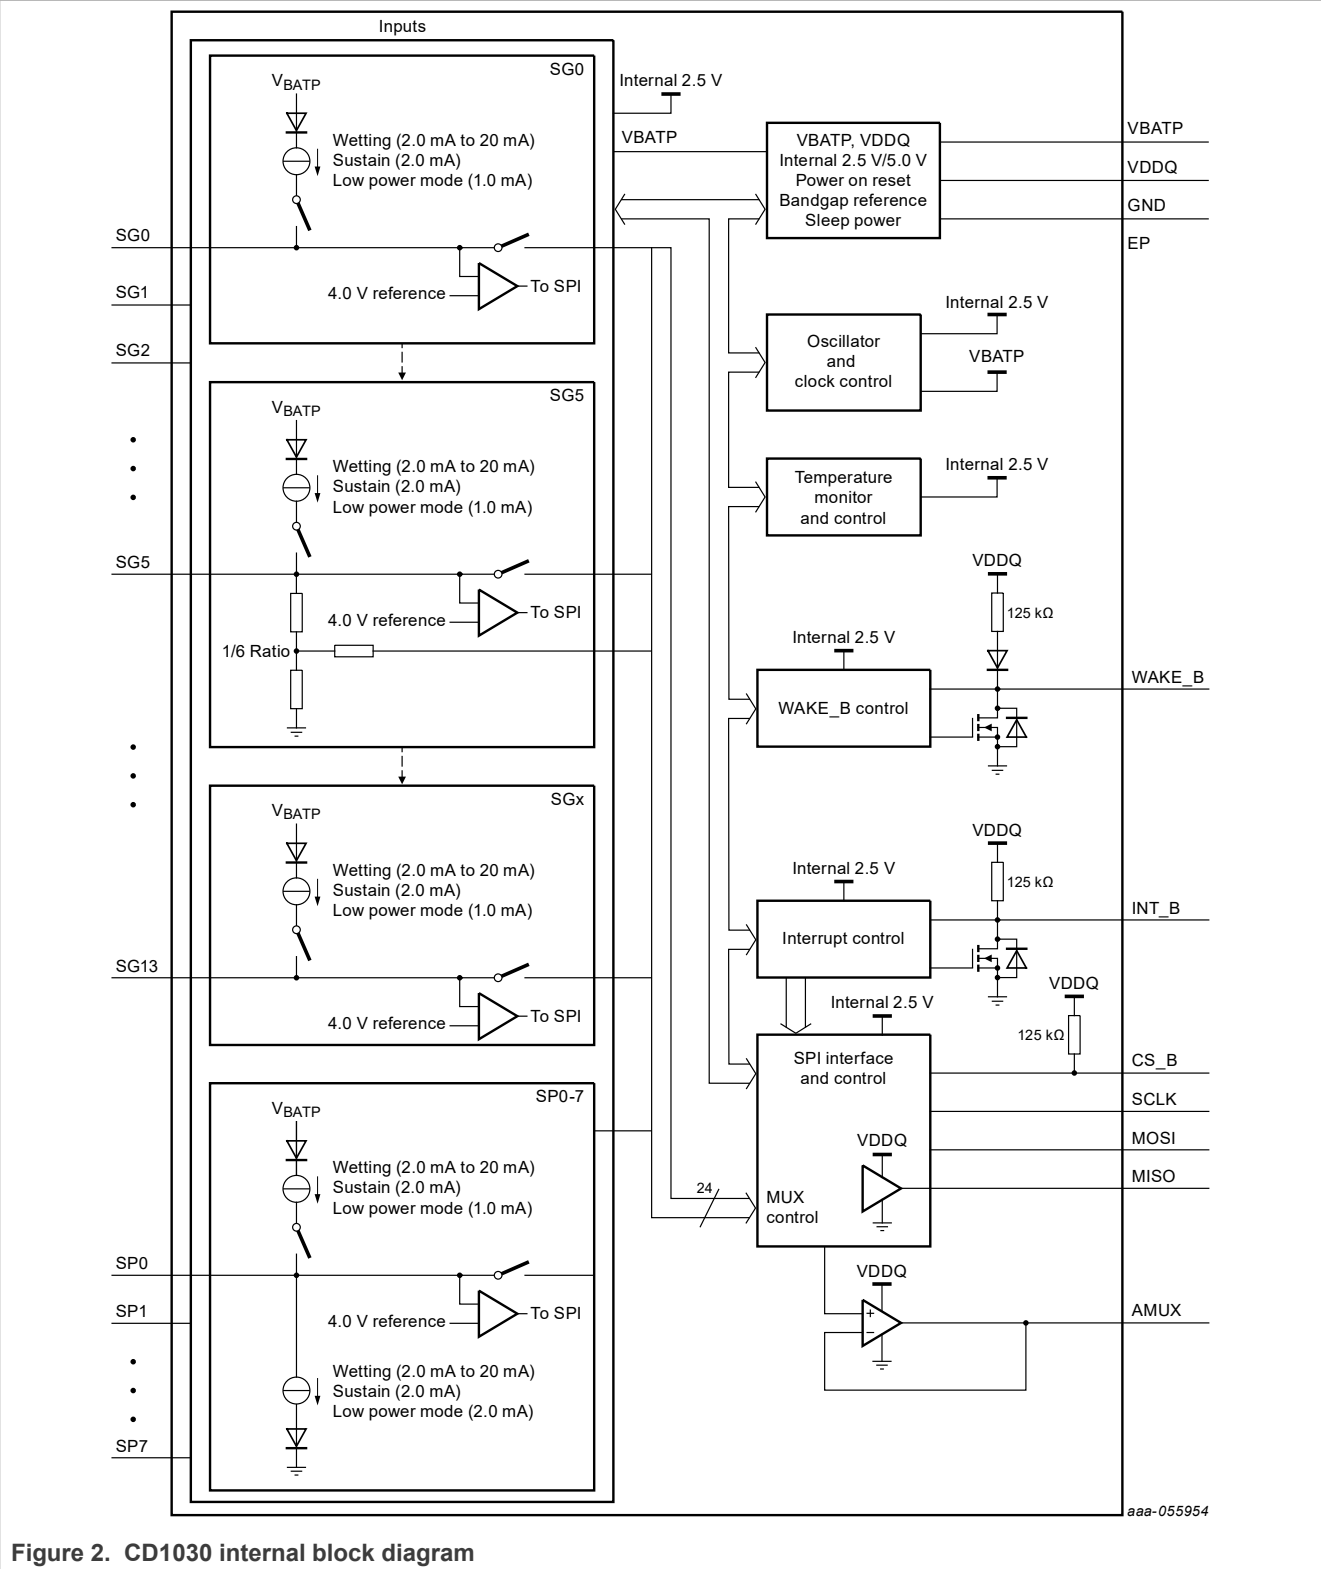 Inputs
SG0
VBATP
Wetting (2.0 mA to 20 mA)
Sustain (2.0 mA)
Low power mode (1.0 mA)
SG0
4.0 V reference
To SPI
SG1
SG2
SG5
VBATP
Wetting (2.0 mA to 20 mA)
Sustain (2.0 mA)
Low power mode (1.0 mA)
SG5
4.0 V reference
To SPI
1/6 Ratio
SGx
VBATP
Wetting (2.0 mA to 20 mA)
Sustain (2.0 mA)
Low power mode (1.0 mA)
SG13
4.0 V reference
To SPI
SP0-7
VBATP
Wetting (2.0 mA to 20 mA)
Sustain (2.0 mA)
Low power mode (1.0 mA)
SP0
SP1
4.0 V reference
To SPI
Wetting (2.0 mA to 20 mA)
Sustain (2.0 mA)
Low power mode (2.0 mA)
SP7
Internal 2.5 V
VBATP
VBATP, VDDQ
Internal 2.5 V/5.0 V
Power on reset
Bandgap reference
Sleep power
VBATP
VDDQ
GND
EP
Oscillator
and
clock control
Internal 2.5 V
VBATP
Temperature
monitor
and control
Internal 2.5 V
VDDQ
125 kΩ
Internal 2.5 V
WAKE_B control
WAKE_B
VDDQ
125 kΩ
Internal 2.5 V
Interrupt control
INT_B
VDDQ
125 kΩ
Internal 2.5 V
SPI interface
and control
CS_B
SCLK
MOSI
VDDQ
MISO
24
MUX
control
VDDQ
+
−
AMUX
aaa-055954
Figure 2. CD1030 internal block diagram